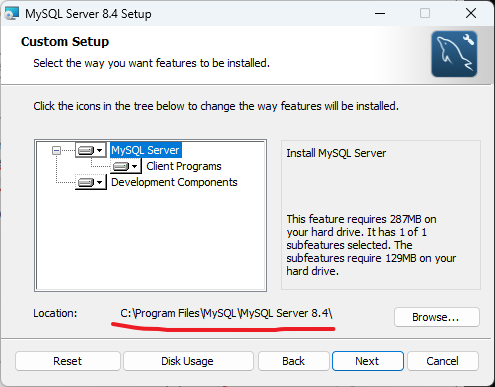 MySQL Server 8.4 Setup
Custom Setup
Select the way you want features to be installed.
Click the icons in the tree below to change the way features will be installed.
MySQL Server
Client Programs
Development Components
Install MySQL Server
This feature requires 287MB on
your hard drive. It has 1 of 1
subfeatures selected. The
subfeatures require 129MB on your
hard drive.
Location:
C:\Program Files\MySQL\MySQL Server 8.4\
Browse...
Reset
Disk Usage
Back
Next
Cancel